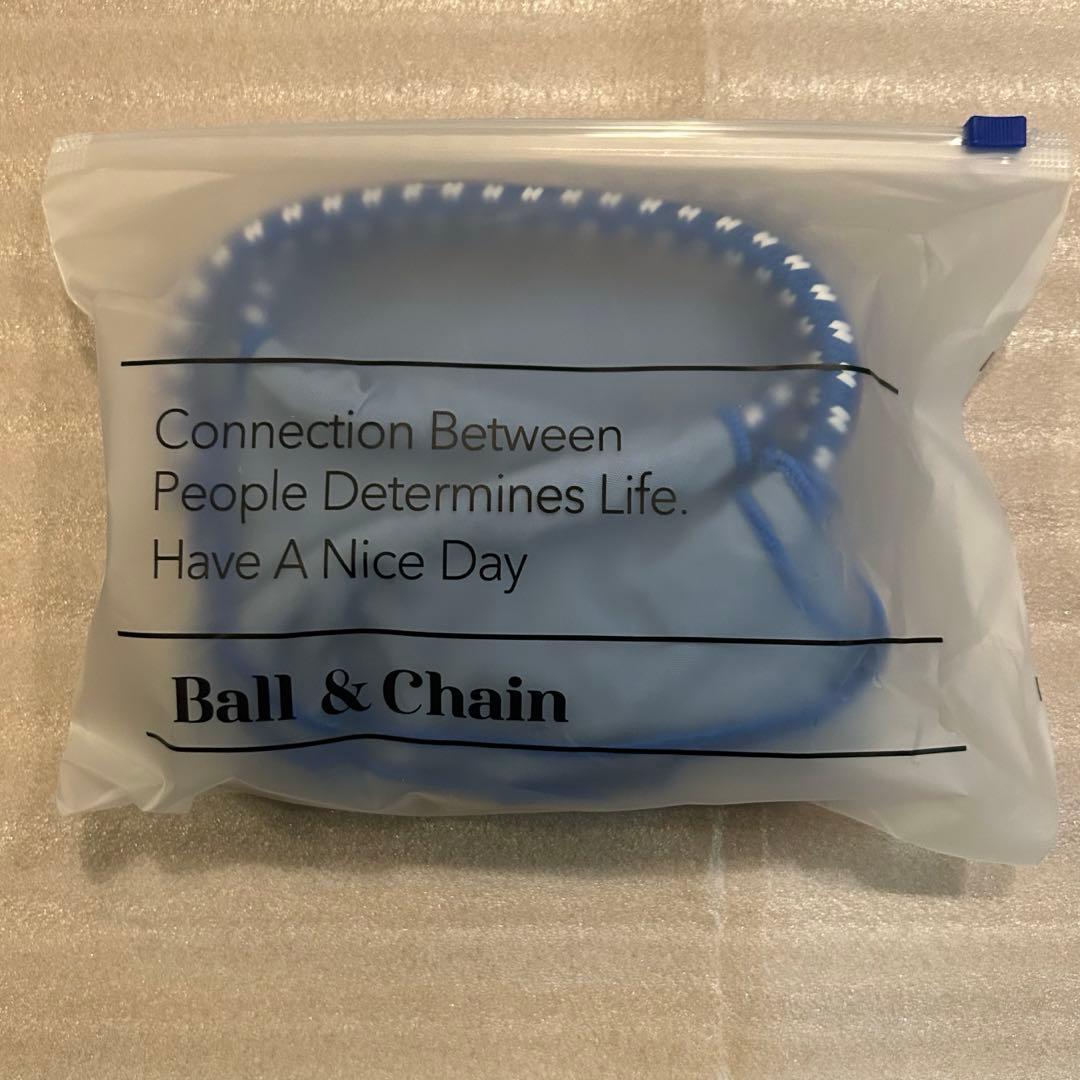 Connection Between
People Determines Life.
Have A Nice Day
Ball & Chain